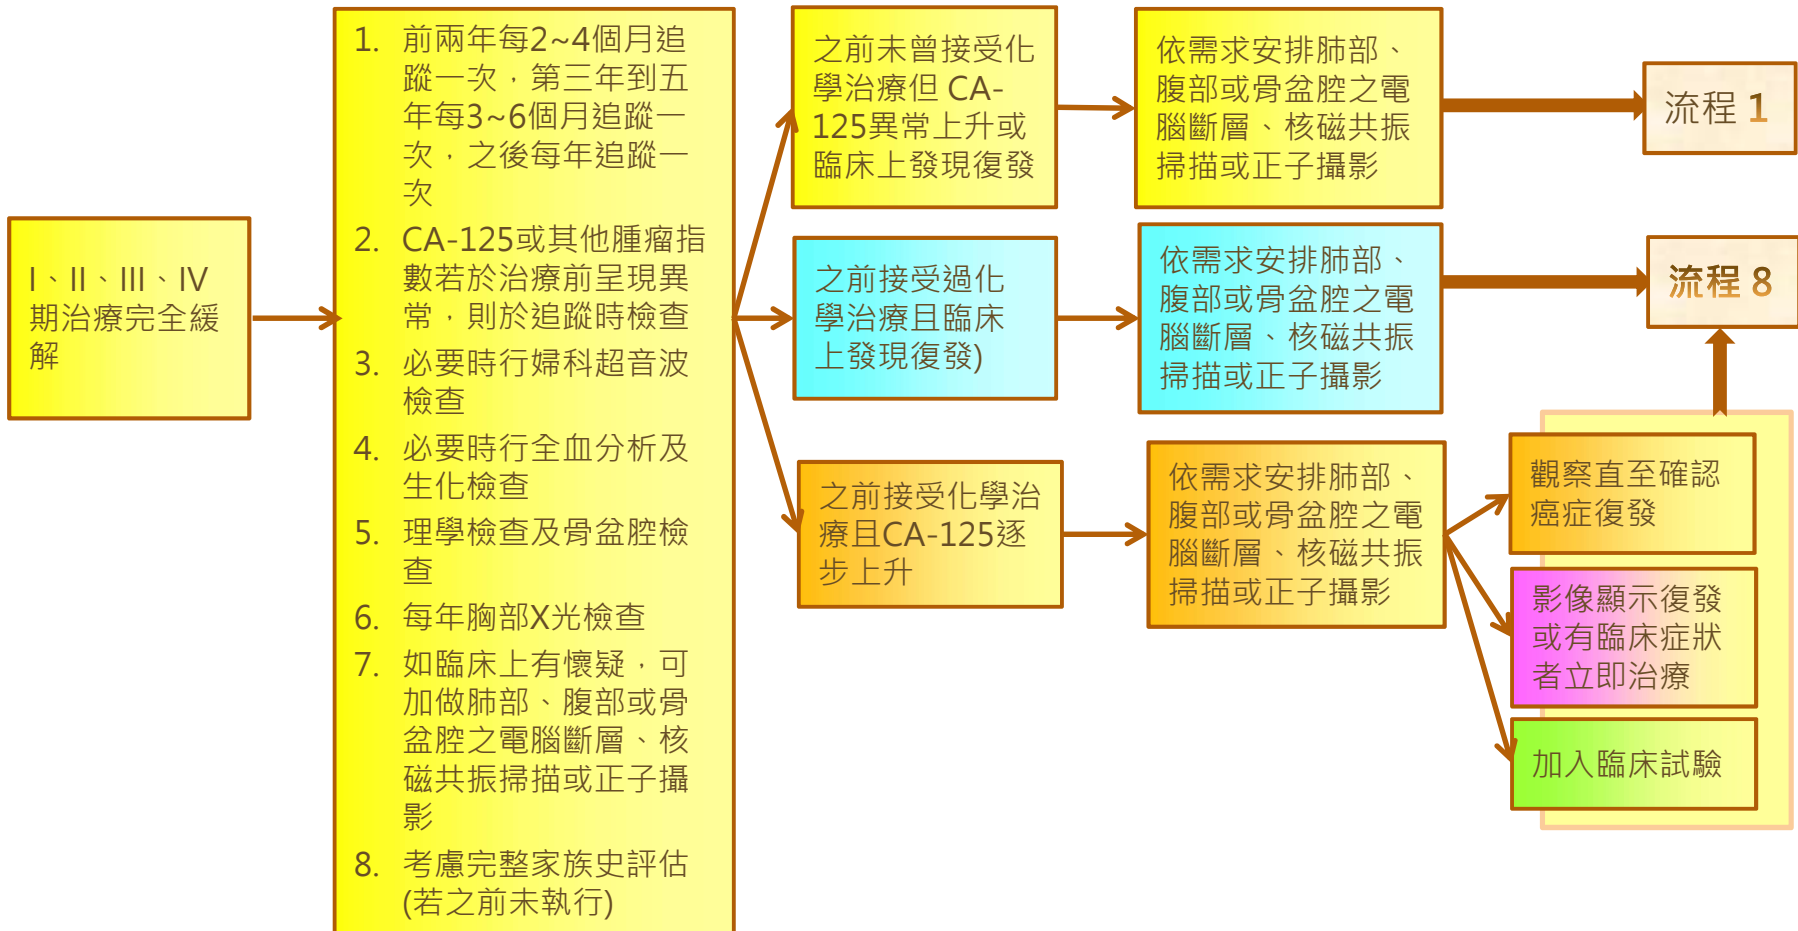 I、II、III、IV
期治療完全緩
解
1. 前兩年每2~4個月追
蹤一次，第三年到五
年每3~6個月追蹤一
次，之後每年追蹤一
次
2. CA-125或其他腫瘤指
數若於治療前呈現異
常，則於追蹤時檢查
3. 必要時行婦科超音波
檢查
4. 必要時行全血分析及
生化檢查
5. 理學檢查及骨盆腔檢
查
6. 每年胸部X光檢查
7. 如臨床上有懷疑，可
加做肺部、腹部或骨
盆腔之電腦斷層、核
磁共振掃描或正子攝
影
8. 考慮完整家族史評估
(若之前未執行)
之前未曾接受化
學治療但 CA-
125異常上升或
臨床上發現復發
依需求安排肺部、
腹部或骨盆腔之電
腦斷層、核磁共振
掃描或正子攝影
流程 1
之前接受過化
學治療且臨床
上發現復發)
依需求安排肺部、
腹部或骨盆腔之電
腦斷層、核磁共振
掃描或正子攝影
流程 8
之前接受化學治
療且CA-125逐
步上升
依需求安排肺部、
腹部或骨盆腔之電
腦斷層、核磁共振
掃描或正子攝影
觀察直至確認
癌症復發
影像顯示復發
或有臨床症狀
者立即治療
加入臨床試驗